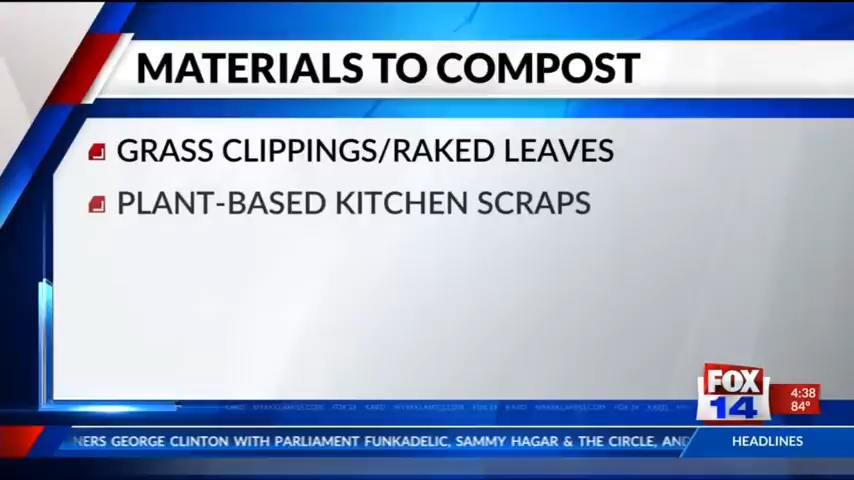 MATERIALS TO COMPOST
GRASS CLIPPINGS/RAKED LEAVES
PLANT-BASED KITCHEN SCRAPS
FOX
14
4:38
84°
NERS GEORGE CLINTON WITH PARLIAMENT FUNKADELIC, SAMMY HAGAR & THE CIRCLE, AND
HEADLINES